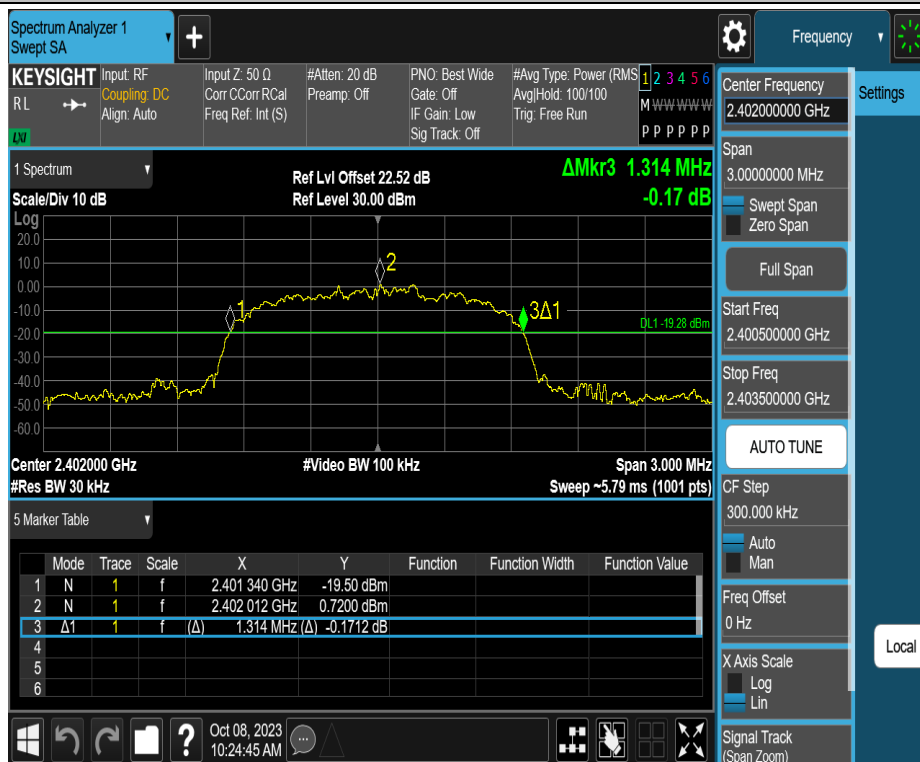 Spectrum Analyzer 1
Swept SA
+
Frequency
KEYSIGHT
RL
LXI
Input: RF
Coupling: DC
Align: Auto
Input Z: 50 Ω
Corr CCorr RCal
Freq Ref: Int (S)
#Atten: 20 dB
Preamp: Off
PNO: Best Wide
Gate: Off
IF Gain: Low
Sig Track: Off
#Avg Type: Power (RMS
Avg|Hold: 100/100
Trig: Free Run
1 2 3 4 5 6
M W W W W W
P P P P P P
Center Frequency
2.402000000 GHz
Settings
Span
3.00000000 MHz
Swept Span
Zero Span
Full Span
Start Freq
2.400500000 GHz
Stop Freq
2.403500000 GHz
AUTO TUNE
CF Step
300.000 kHz
Auto
Man
Freq Offset
0 Hz
X Axis Scale
Log
Lin
Signal Track
(Span Zoom)
Local
1 Spectrum
Scale/Div 10 dB
Ref Lvl Offset 22.52 dB
Ref Level 30.00 dBm
ΔMkr3 1.314 MHz
-0.17 dB
Log
20.0
10.0
0.00
-10.0
-20.0
-30.0
-40.0
-50.0
-60.0
1
2
3Δ1
DL1 -19.28 dBm
Center 2.402000 GHz
#Video BW 100 kHz
Span 3.000 MHz
#Res BW 30 kHz
Sweep ~5.79 ms (1001 pts)
5 Marker Table
Mode Trace Scale X Y Function Function Width Function Value
1 N 1 f 2.401 340 GHz -19.50 dBm
2 N 1 f 2.402 012 GHz 0.7200 dBm
3 Δ1 1 f (Δ) 1.314 MHz (Δ) -0.1712 dB
4
5
6
?
Oct 08, 2023
10:24:45 AM